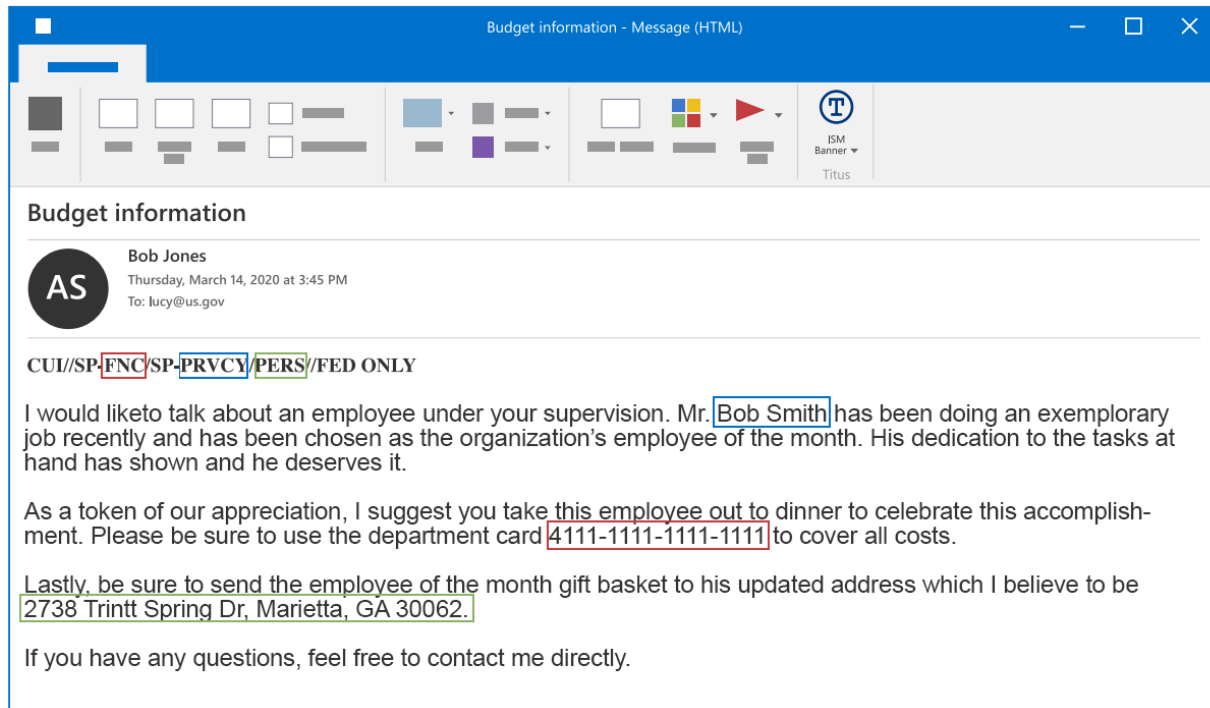 Budget information - Message (HTML)
T
ISM
Banner
Titus
Budget information
AS
Bob Jones
Thursday, March 14, 2020 at 3:45 PM
To: lucy@us.gov
CUI//SP-FNC/SP-PRVCY/PERS//FED ONLY
I would liketo talk about an employee under your supervision. Mr. Bob Smith has been doing an exemplorary
job recently and has been chosen as the organization's employee of the month. His dedication to the tasks at
hand has shown and he deserves it.
As a token of our appreciation, I suggest you take this employee out to dinner to celebrate this accomplish-
ment. Please be sure to use the department card 4111-1111-1111-1111 to cover all costs.
Lastly, be sure to send the employee of the month gift basket to his updated address which I believe to be
2738 Trintt Spring Dr, Marietta, GA 30062.
If you have any questions, feel free to contact me directly.